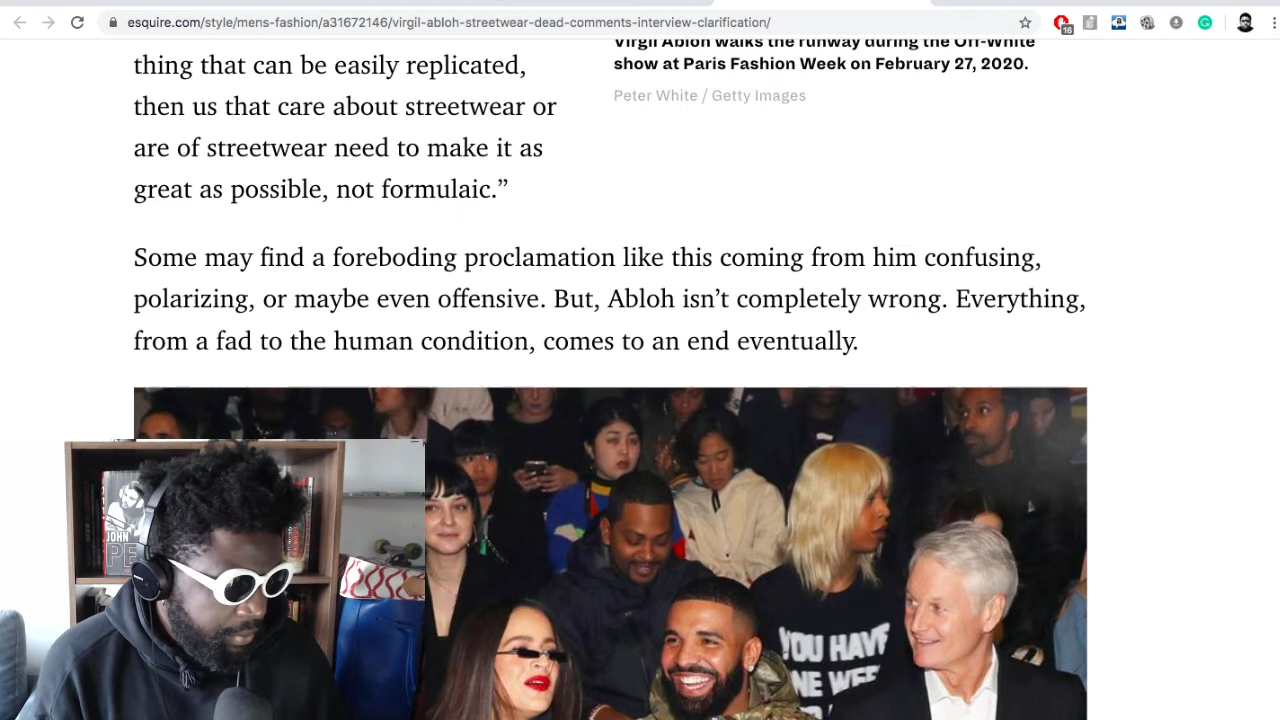 esquire.com/style/mens-fashion/a31672146/virgil-abloh-streetwear-dead-comments-interview-clarification/
16
Virgil Abloh walks the runway during the Off-White
show at Paris Fashion Week on February 27, 2020.
Peter White / Getty Images
thing that can be easily replicated,
then us that care about streetwear or
are of streetwear need to make it as
great as possible, not formulaic.”
Some may find a foreboding proclamation like this coming from him confusing,
polarizing, or maybe even offensive. But, Abloh isn’t completely wrong. Everything,
from a fad to the human condition, comes to an end eventually.
JOHN
PE
YOU HAVE
NE WEE